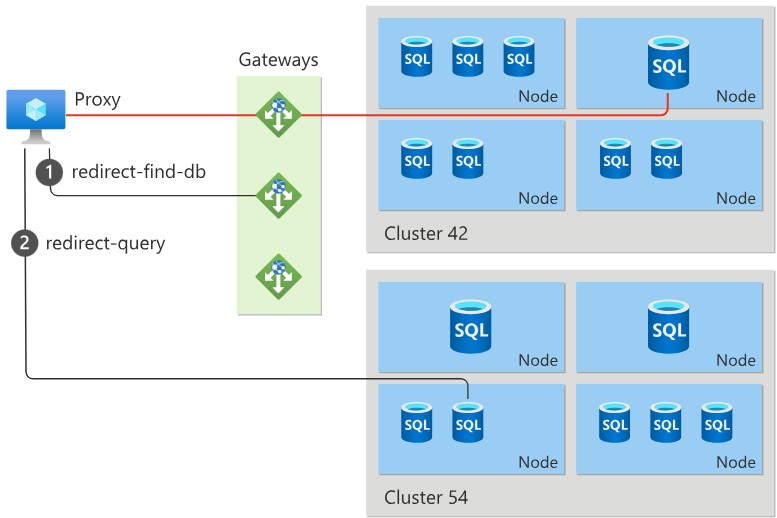 Gateways
Proxy
1 redirect-find-db
2 redirect-query
SQL SQL SQL
Node
SQL
Node
SQL SQL
Node
SQL SQL
Node
Cluster 42
SQL
Node
SQL
Node
SQL SQL
Node
SQL SQL SQL
Node
Cluster 54